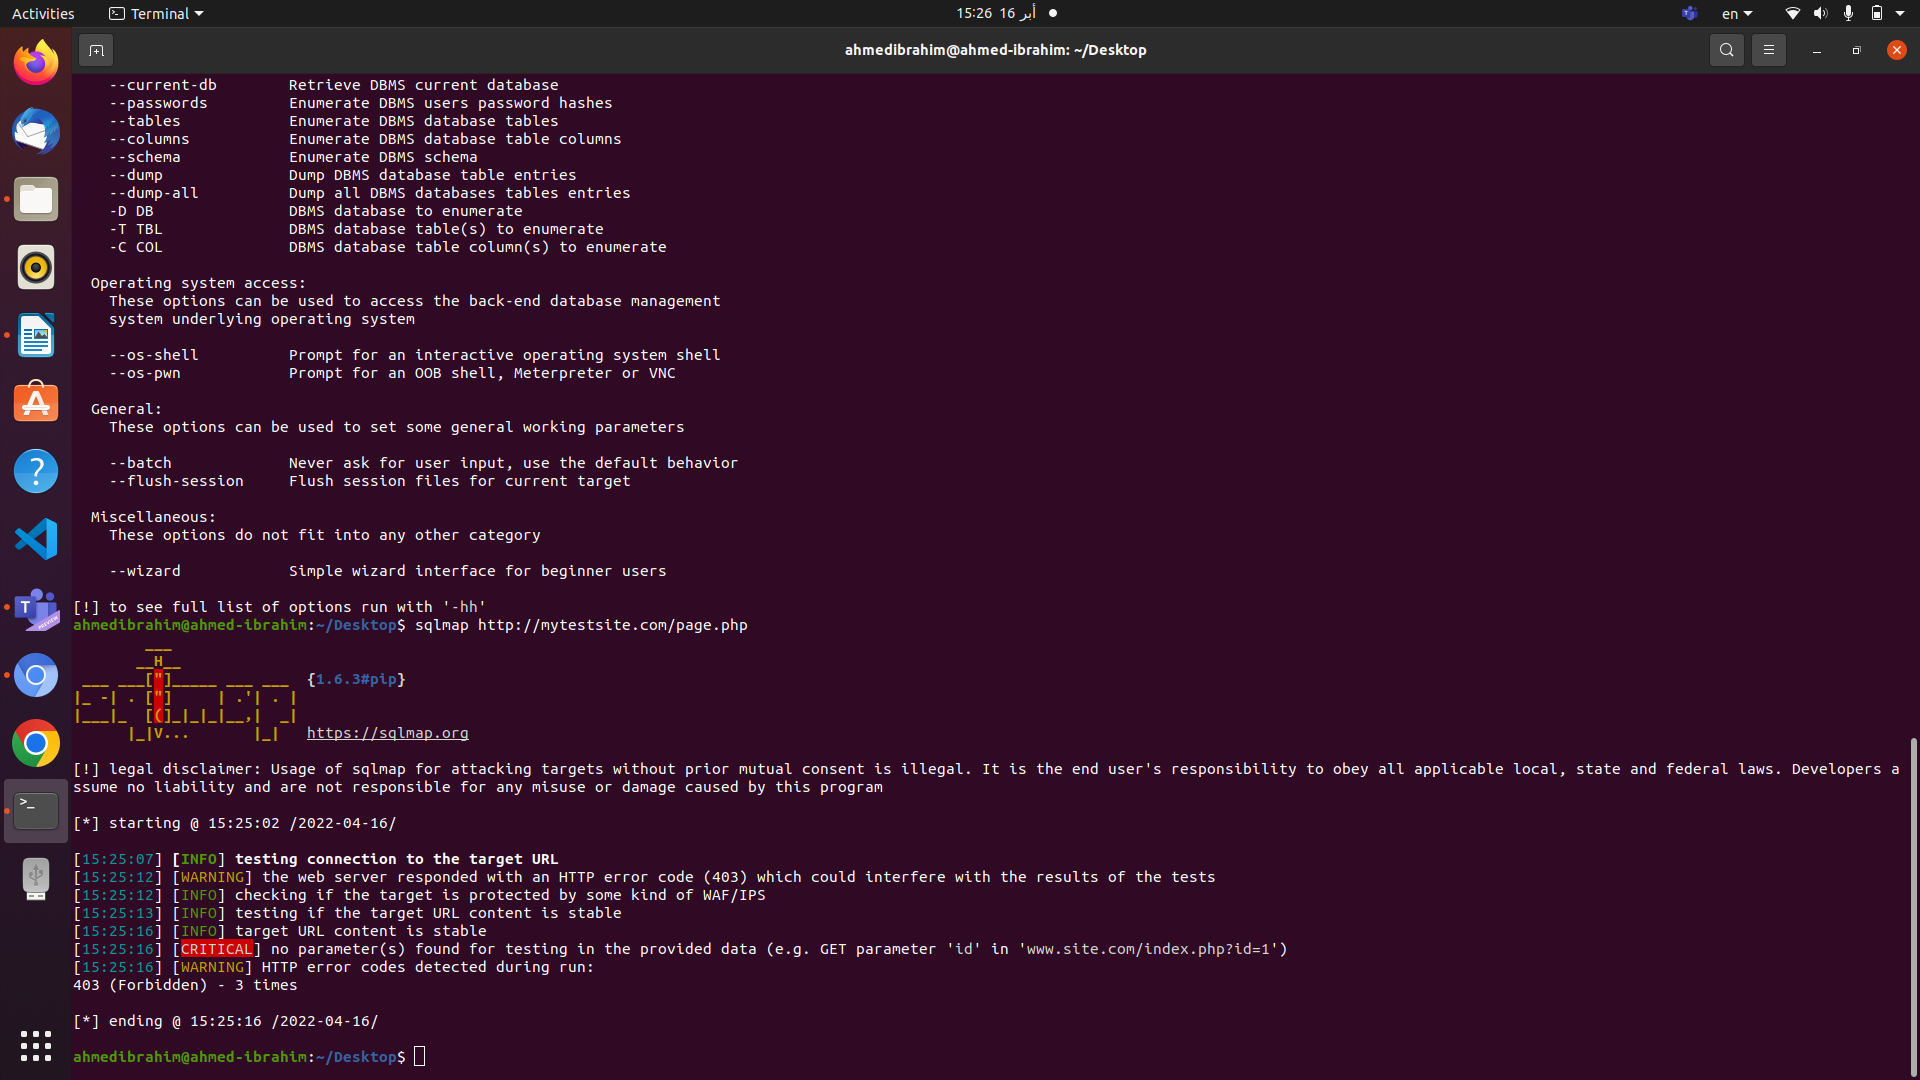 Activities
Terminal
15:26 16 أبر
en
ahmedibrahim@ahmed-ibrahim: ~/Desktop
--current-db        Retrieve DBMS current database
--passwords         Enumerate DBMS users password hashes
--tables            Enumerate DBMS database tables
--columns           Enumerate DBMS database table columns
--schema            Enumerate DBMS schema
--dump              Dump DBMS database table entries
--dump-all          Dump all DBMS databases tables entries
-D DB               DBMS database to enumerate
-T TBL              DBMS database table(s) to enumerate
-C COL              DBMS database table column(s) to enumerate
Operating system access:
These options can be used to access the back-end database management
system underlying operating system
--os-shell          Prompt for an interactive operating system shell
--os-pwn            Prompt for an OOB shell, Meterpreter or VNC
General:
These options can be used to set some general working parameters
--batch             Never ask for user input, use the default behavior
--flush-session     Flush session files for current target
Miscellaneous:
These options do not fit into any other category
--wizard            Simple wizard interface for beginner users
[!] to see full list of options run with '-hh'
ahmedibrahim@ahmed-ibrahim:~/Desktop$ sqlmap http://mytestsite.com/page.php
        ___
       __H__
 ___ ___["]_____ ___ ___  {1.6.3#pip}
|_ -| . ["]     | .'| . |
|___|_  [(]_|_|_|__,|  _|
      |_|V...       |_|   https://sqlmap.org
[!] legal disclaimer: Usage of sqlmap for attacking targets without prior mutual consent is illegal. It is the end user's responsibility to obey all applicable local, state and federal laws. Developers a
ssume no liability and are not responsible for any misuse or damage caused by this program
[*] starting @ 15:25:02 /2022-04-16/
[15:25:07] [INFO] testing connection to the target URL
[15:25:12] [WARNING] the web server responded with an HTTP error code (403) which could interfere with the results of the tests
[15:25:12] [INFO] checking if the target is protected by some kind of WAF/IPS
[15:25:13] [INFO] testing if the target URL content is stable
[15:25:16] [INFO] target URL content is stable
[15:25:16] [CRITICAL] no parameter(s) found for testing in the provided data (e.g. GET parameter 'id' in 'www.site.com/index.php?id=1')
[15:25:16] [WARNING] HTTP error codes detected during run:
403 (Forbidden) - 3 times
[*] ending @ 15:25:16 /2022-04-16/
ahmedibrahim@ahmed-ibrahim:~/Desktop$